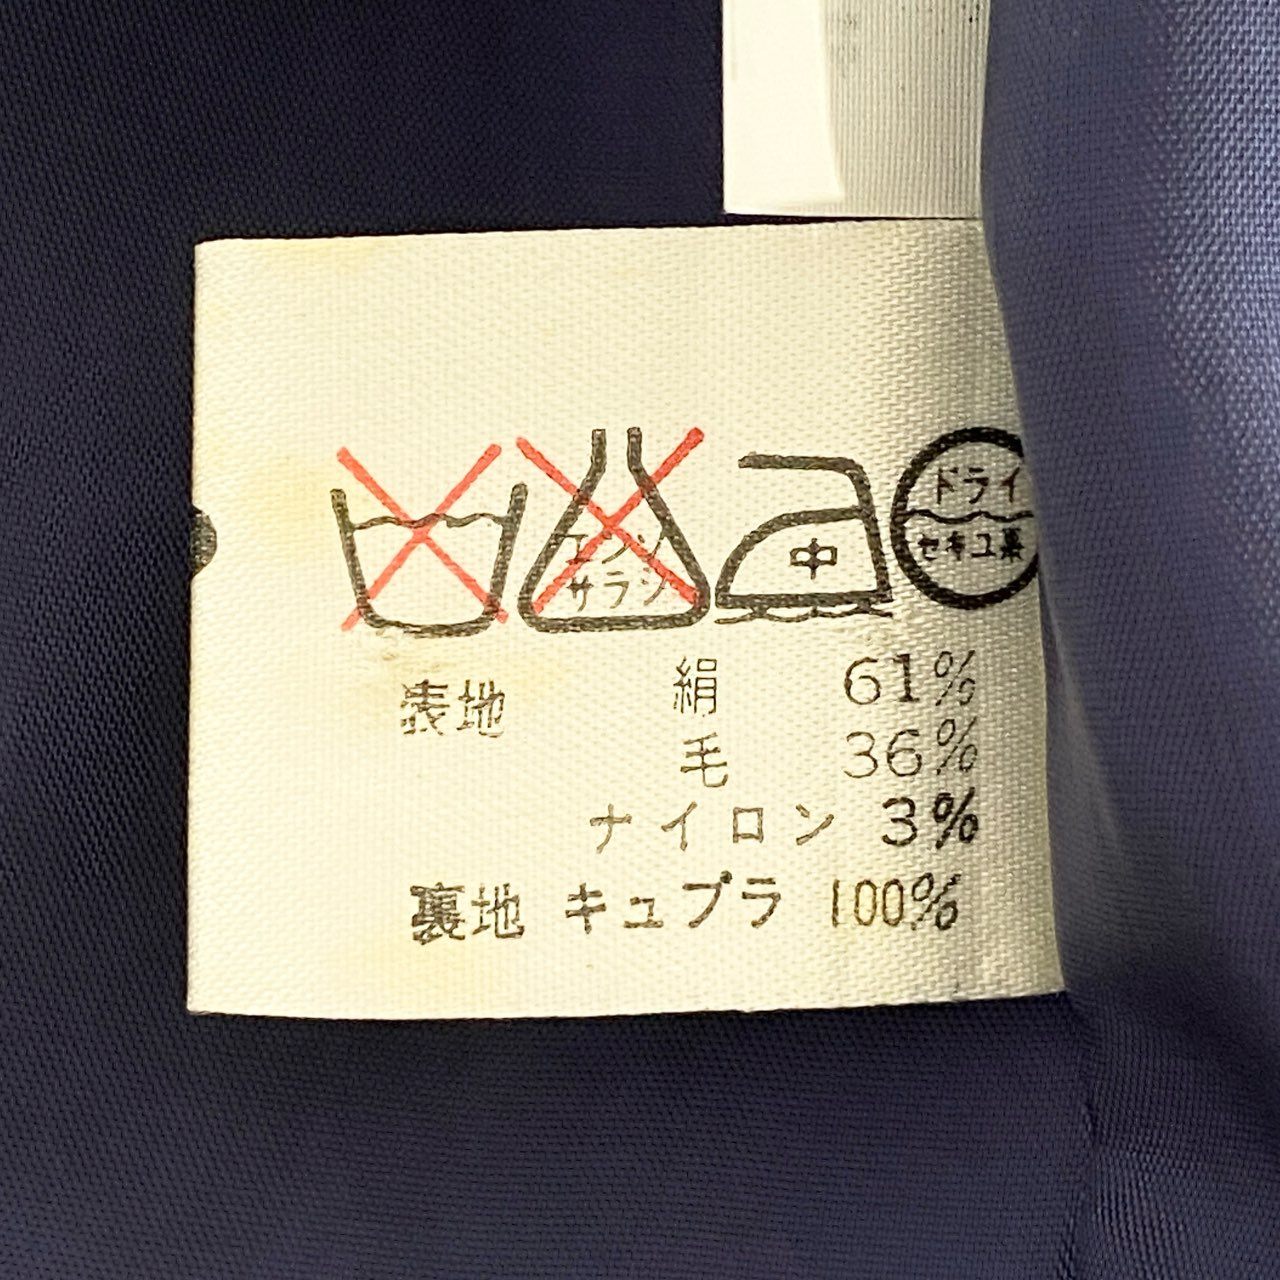 エンソ
サラシ
中
ドライ
セキユ系
表地 絹 61%
毛 36%
ナイロン 3%
裏地 キュプラ 100%